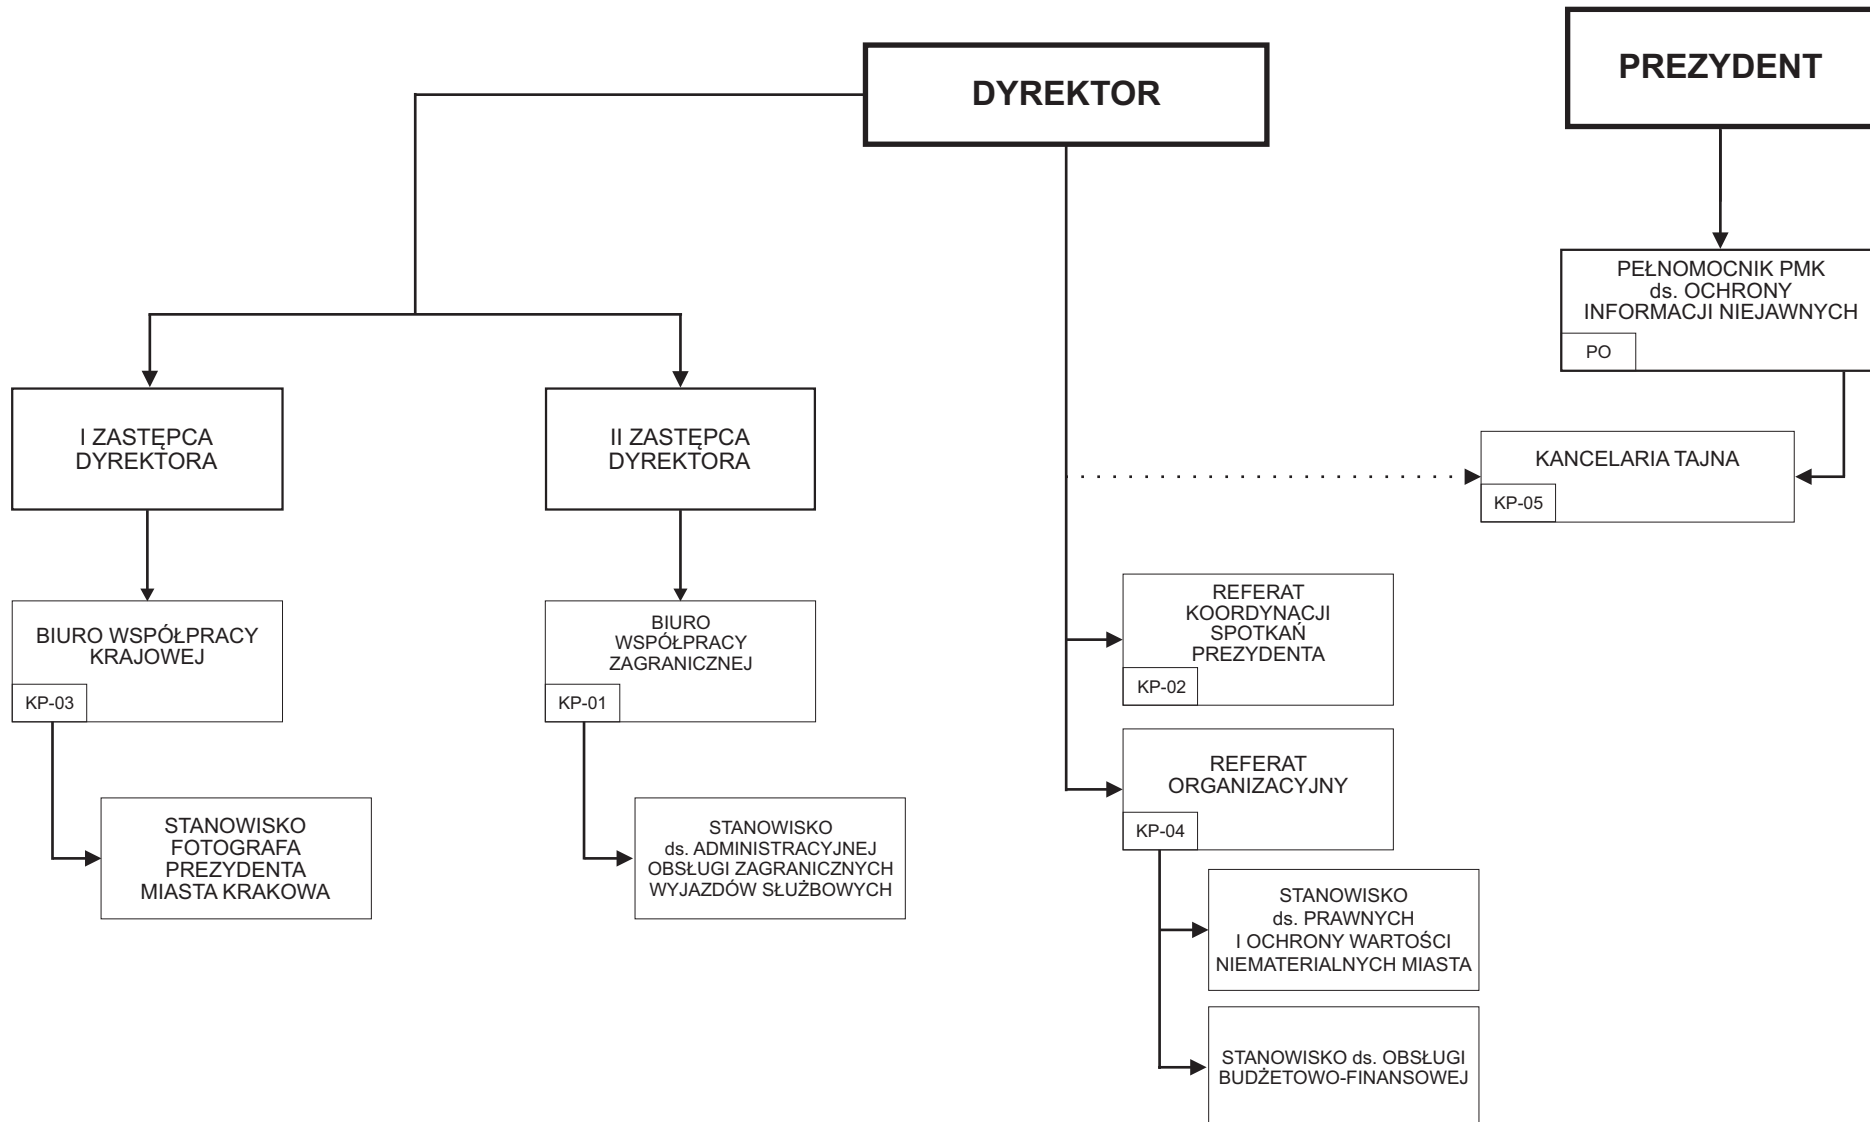 DYREKTOR
PREZYDENT
PEŁNOMOCNIK PMK
ds. OCHRONY
INFORMACJI NIEJAWNYCH
PO
I ZASTĘPCA
DYREKTORA
II ZASTĘPCA
DYREKTORA
KANCELARIA TAJNA
KP-05
BIURO WSPÓŁPRACY
KRAJOWEJ
KP-03
BIURO
WSPÓŁPRACY
ZAGRANICZNEJ
KP-01
REFERAT
KOORDYNACJI
SPOTKAŃ
PREZYDENTA
KP-02
REFERAT
ORGANIZACYJNY
KP-04
STANOWISKO
FOTOGRAFA
PREZYDENTA
MIASTA KRAKOWA
STANOWISKO
ds. ADMINISTRACYJNEJ
OBSŁUGI ZAGRANICZNYCH
WYJAZDÓW SŁUŻBOWYCH
STANOWISKO
ds. PRAWNYCH
I OCHRONY WARTOŚCI
NIEMATERIALNYCH MIASTA
STANOWISKO ds. OBSŁUGI
BUDŻETOWO-FINANSOWEJ